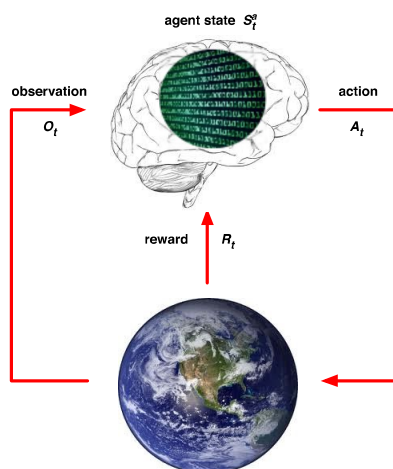 agent state S_t^a
observation
O_t
action
A_t
reward R_t